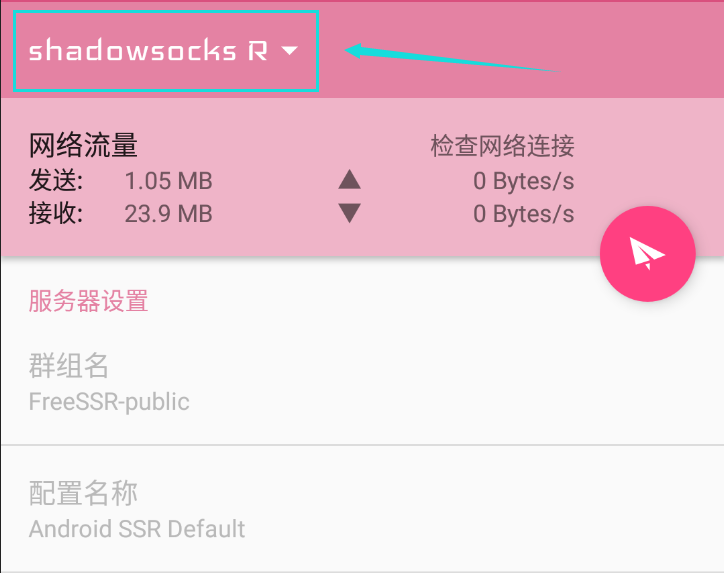 shadowsocks R
网络流量 检查网络连接
发送: 1.05 MB 0 Bytes/s
接收: 23.9 MB 0 Bytes/s
服务器设置
群组名
FreeSSR-public
配置名称
Android SSR Default